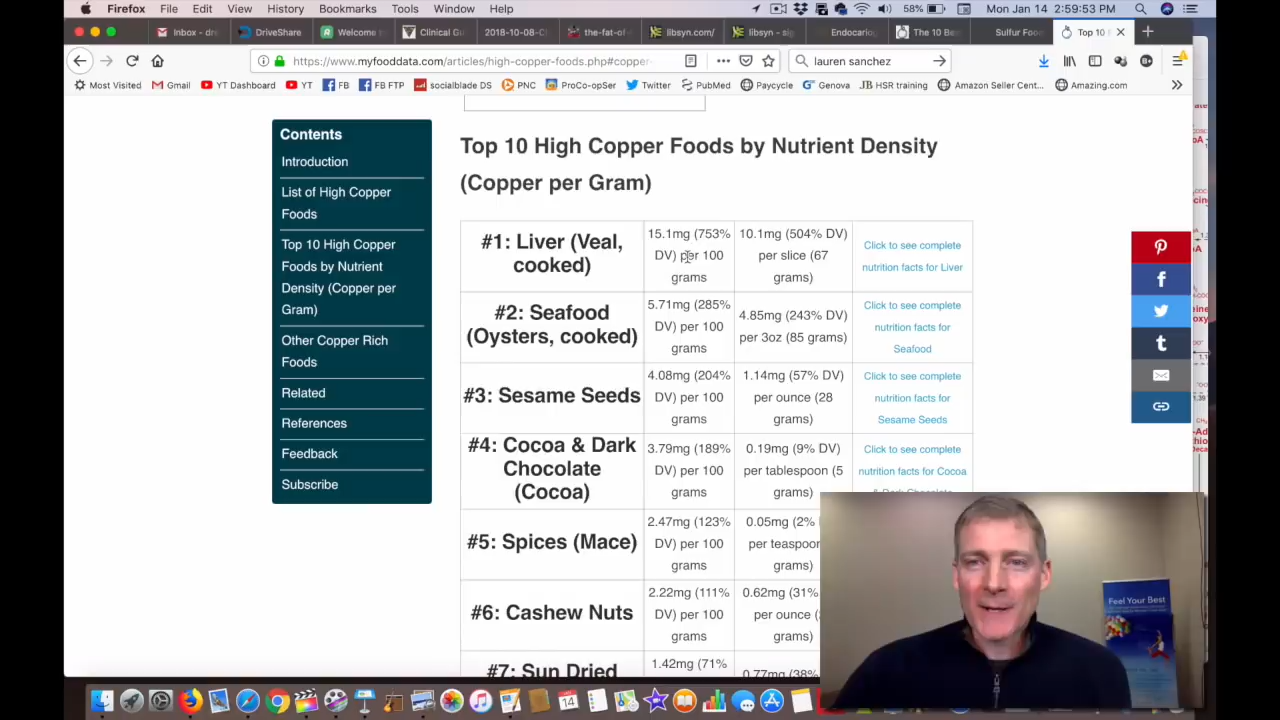 Firefox File Edit View History Bookmarks Tools Window Help 58% Mon Jan 14 2:59:53 PM
Inbox - dre DriveShare Welcome Clinical Gui 2018-10-08-C the-fat-of- libsyn.com/ libsyn - sig Endocarlog The 10 Bes Sulfur Food Top 10
https://www.myfooddata.com/articles/high-copper-foods.php#copper- lauren sanchez
Most Visited Gmail YT Dashboard YT FB FB FTP socialblade DS PNC ProCo-opSer Twitter PubMed Paycycle Genova HSR training Amazon Seller Cent... Amazing.com
Contents
Introduction
List of High Copper
Foods
Top 10 High Copper
Foods by Nutrient
Density (Copper per
Gram)
Other Copper Rich
Foods
Related
References
Feedback
Subscribe
Top 10 High Copper Foods by Nutrient Density
(Copper per Gram)
#1: Liver (Veal,
cooked)
15.1mg (753%
DV) per 100
grams
10.1mg (504% DV)
per slice (67
grams)
Click to see complete
nutrition facts for Liver
#2: Seafood
(Oysters, cooked)
5.71mg (285%
DV) per 100
grams
4.85mg (243% DV)
per 3oz (85 grams)
Click to see complete
nutrition facts for
Seafood
#3: Sesame Seeds
4.08mg (204%
DV) per 100
grams
1.14mg (57% DV)
per ounce (28
grams)
Click to see complete
nutrition facts for
Sesame Seeds
#4: Cocoa & Dark
Chocolate
(Cocoa)
3.79mg (189%
DV) per 100
grams
0.19mg (9% DV)
per tablespoon (5
grams)
Click to see complete
nutrition facts for Cocoa
& Dark Chocolate
#5: Spices (Mace)
2.47mg (123%
DV) per 100
grams
0.05mg (2%
per teaspoon
grams)
#6: Cashew Nuts
2.22mg (111%
DV) per 100
grams
0.62mg (31%
per ounce (
grams)
#7: Sun Dried
1.42mg (71%
0.77mg (38%
Feel Your Best